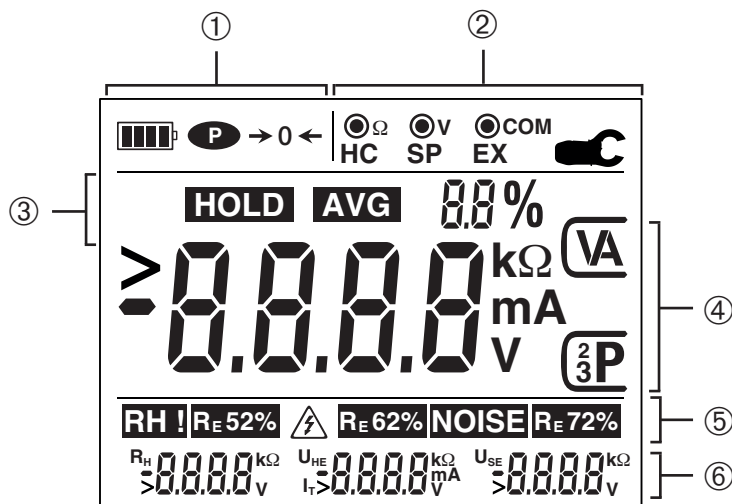 ① ②
P →0← Ω V COM
HC SP EX
③ HOLD AVG 8.8 %
> 8.8.8.8 kΩ VA
- mA ④
V 2 3 P
RH ! RE 52% RE 62% NOISE RE 72% ⑤
RH - > 8.8.8.8 kΩ V UHE IT - > 8.8.8.8 kΩ mA V USE - > 8.8.8.8 kΩ V ⑥